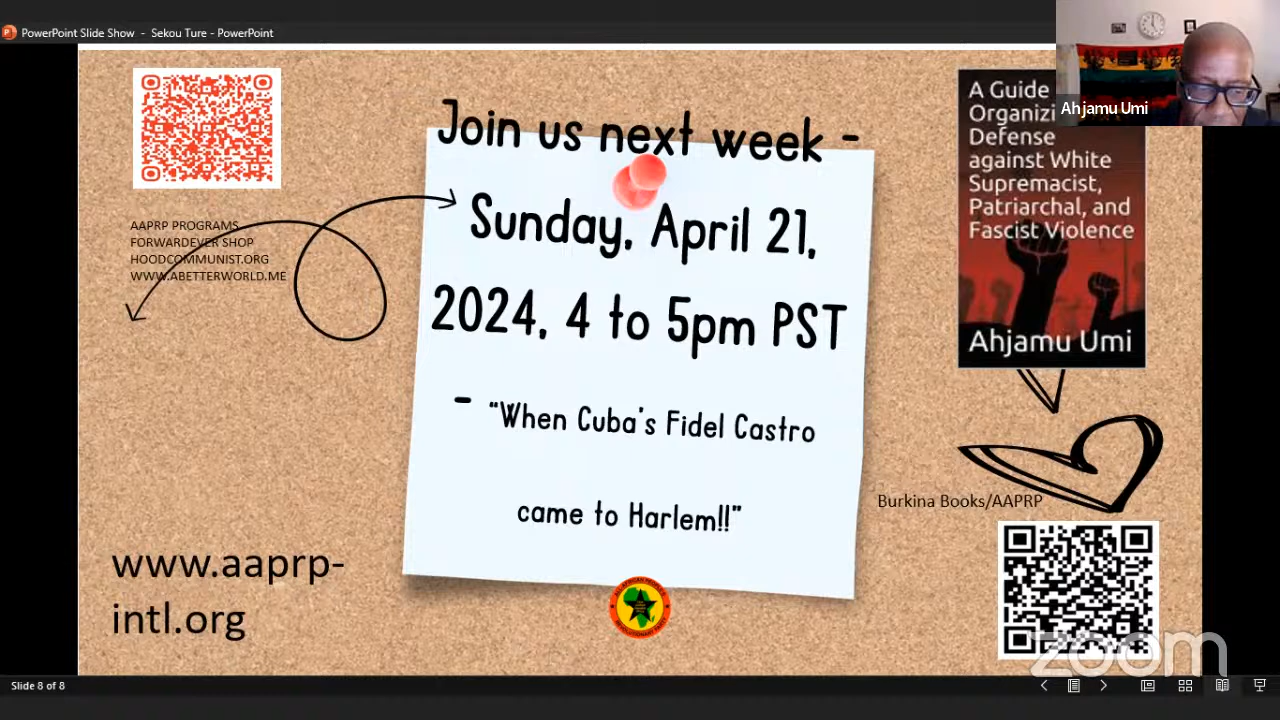 PowerPoint Slide Show - Sekou Ture - PowerPoint
Ahjamu Umi
Join us next week -
Sunday, April 21,
2024, 4 to 5pm PST
- "When Cuba's Fidel Castro
came to Harlem!!"
AAPRP PROGRAMS
FORWARDEVER SHOP
HOODCOMMUNIST.ORG
WWW.ABETTERWORLD.ME
A Guide
Organizi
Defense
against White
Supremacist,
Patriarchal, and
Fascist Violence
Ahjamu Umi
Burkina Books/AAPRP
www.aaprp-
intl.org
zoom
Slide 8 of 8